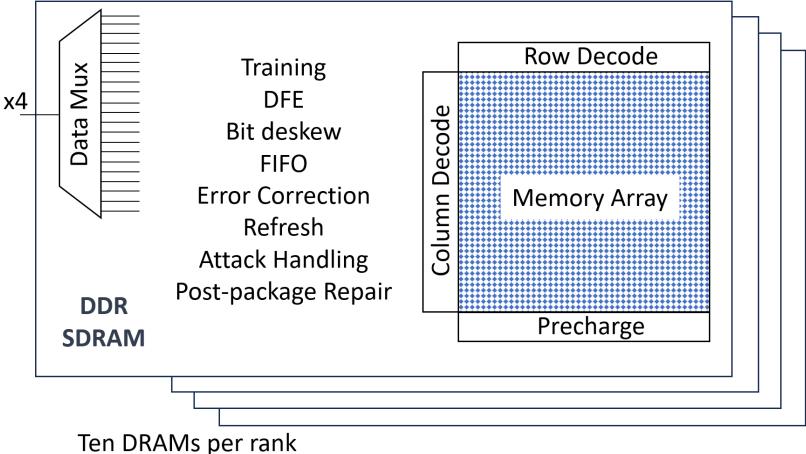 x4
Data Mux
Training
DFE
Bit deskew
FIFO
Error Correction
Refresh
Attack Handling
Post-package Repair
DDR
SDRAM
Row Decode
Column Decode
Memory Array
Precharge
Ten DRAMs per rank